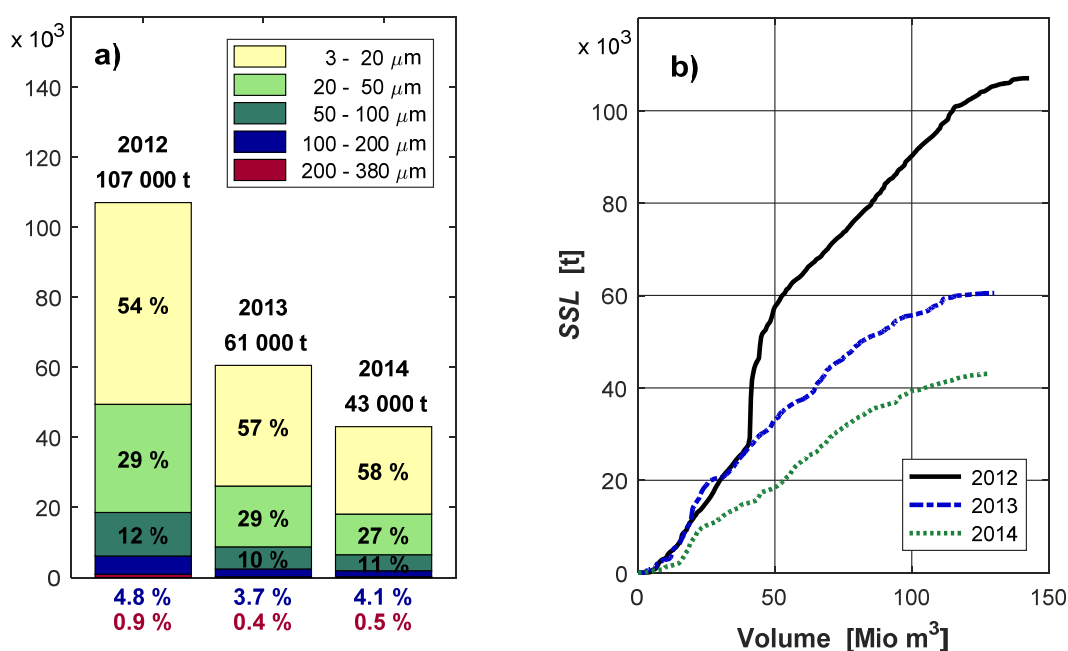 x 10³
a)
3 - 20 μm
20 - 50 μm
50 - 100 μm
100 - 200 μm
200 - 380 μm
140
120
100
80
60
40
20
0
2012
107 000 t
54 %
29 %
12 %
4.8 %
0.9 %
2013
61 000 t
57 %
29 %
10 %
3.7 %
0.4 %
2014
43 000 t
58 %
27 %
11 %
4.1 %
0.5 %
x 10³
b)
SSL [t]
100
80
60
40
20
0
0
50
100
150
Volume [Mio m³]
2012
2013
2014